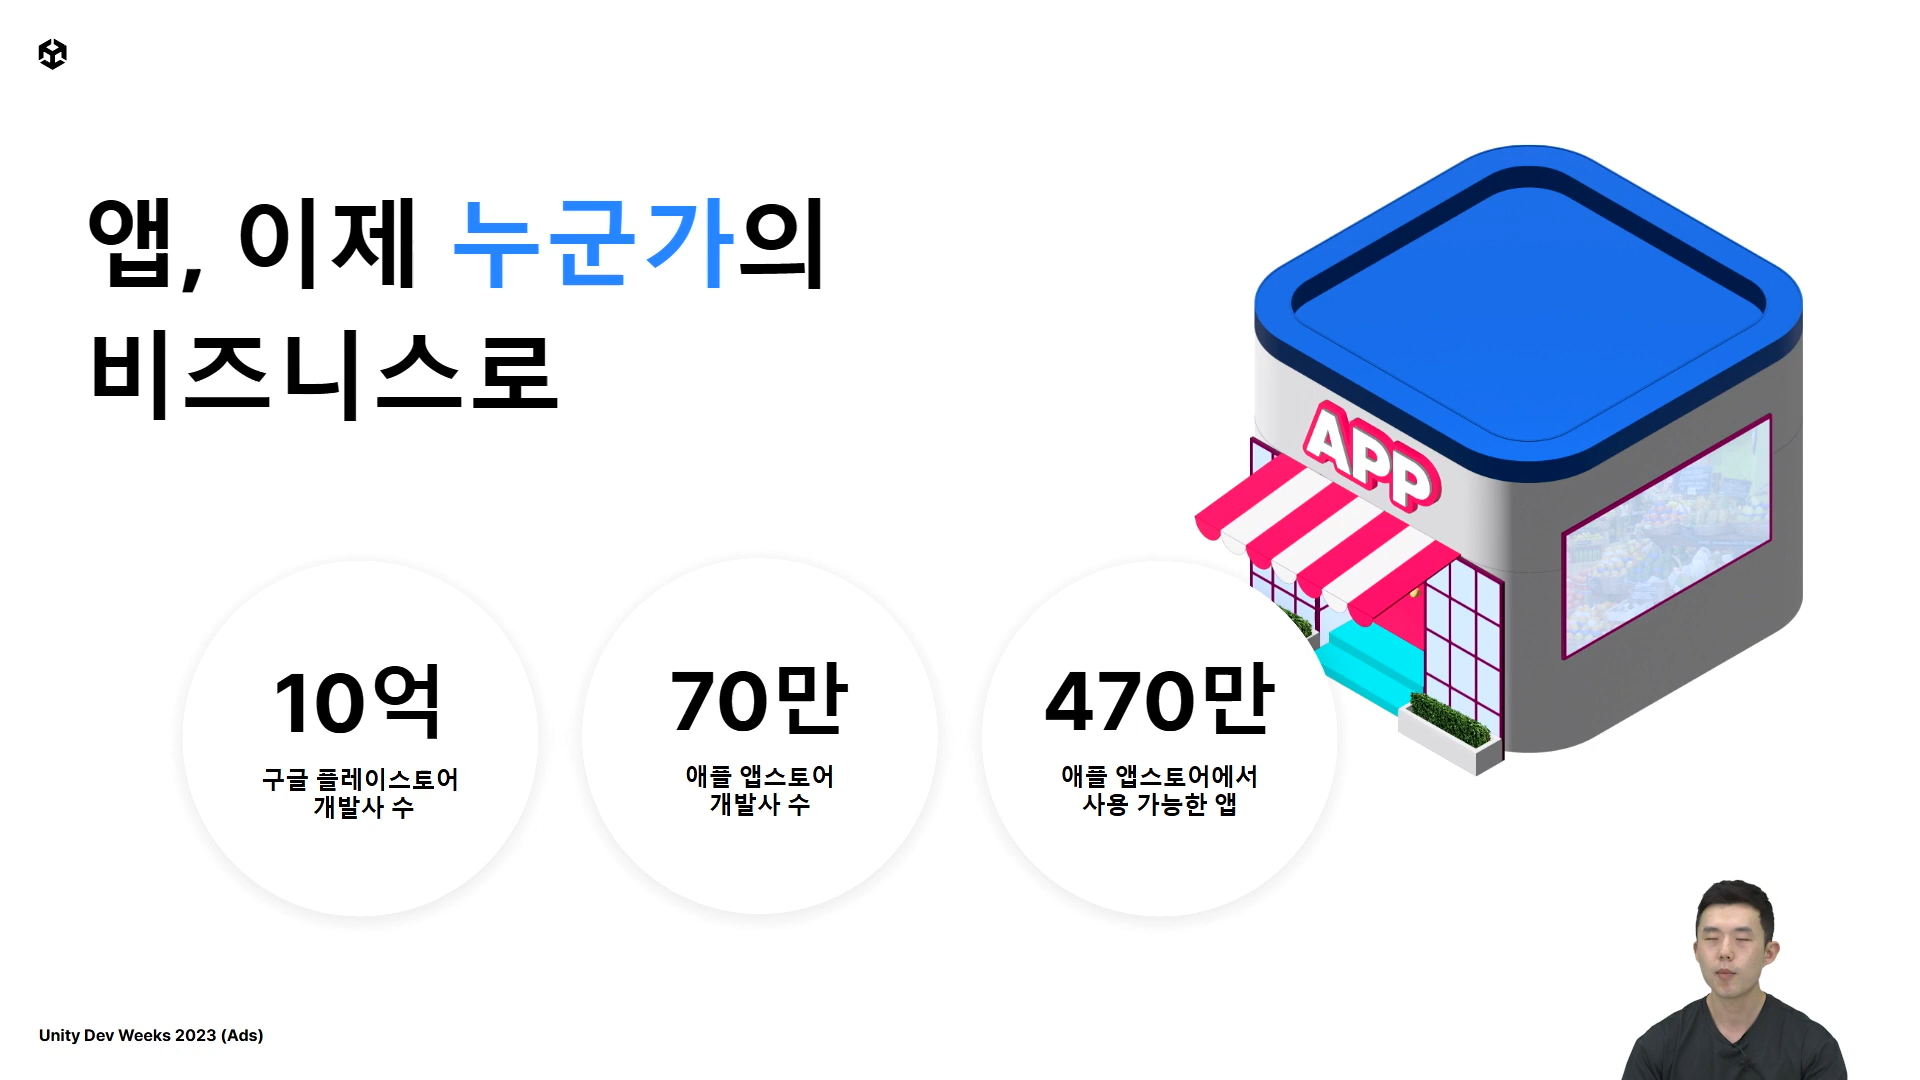 앱, 이제 누군가의
비즈니스로
APP
10억
구글 플레이스토어
개발사 수
70만
애플 앱스토어
개발사 수
470만
애플 앱스토어에서
사용 가능한 앱
Unity Dev Weeks 2023 (Ads)